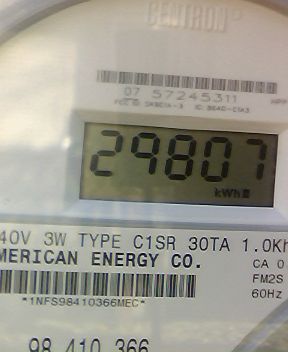 CENTRON®
07 57245311
29807
kWh
40V 3W TYPE C1SR 30TA 1.0Kh
MERICAN ENERGY CO.
CA 0
FM2S
*1NFS98410366MEC*
60Hz
98 410 366